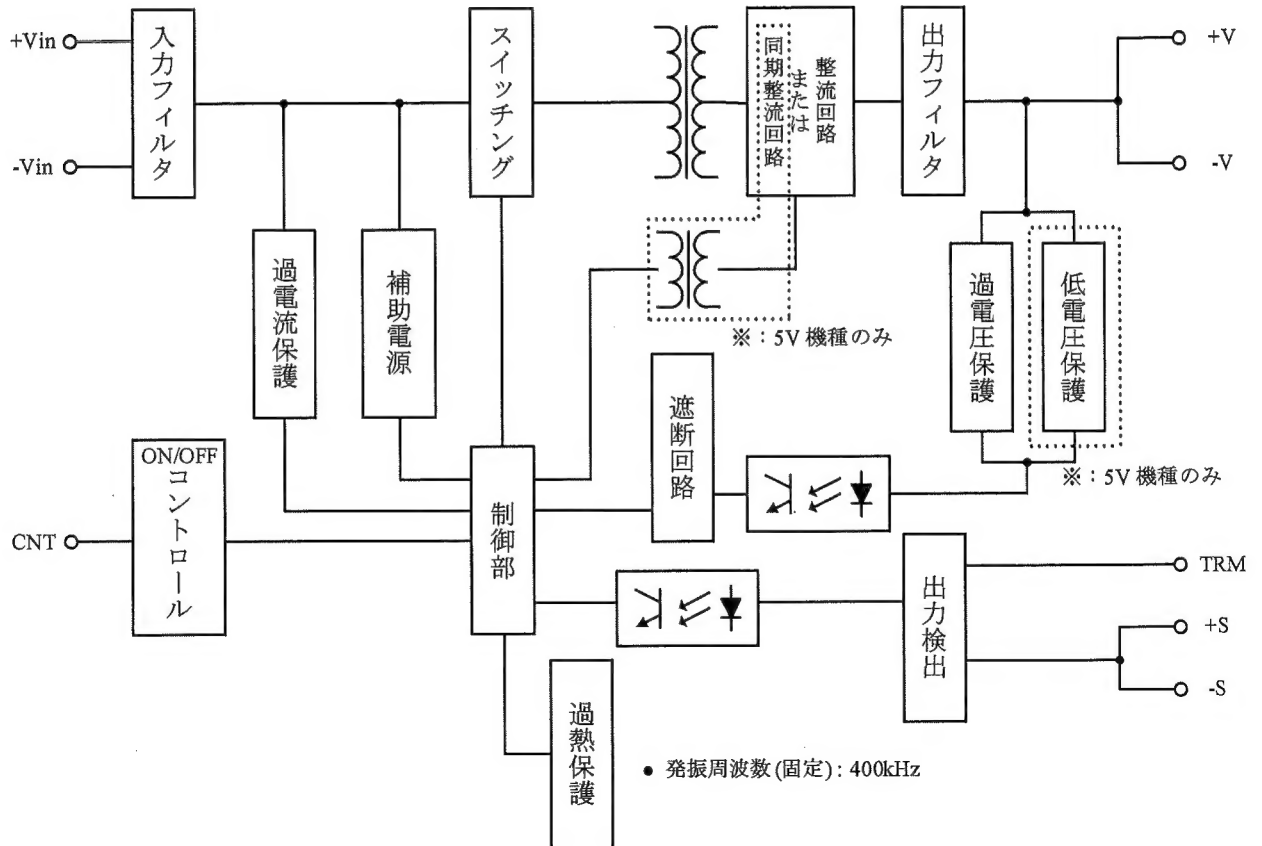 +Vin
-Vin
入力フィルタ
スイッチング
同期整流回路
または
整流回路
出力フィルタ
+V
-V
過電流保護
補助電源
※：5V 機種のみ
過電圧保護
低電圧保護
※：5V 機種のみ
遮断回路
ON/OFF
コントロール
CNT
制御部
出力検出
TRM
+S
-S
過熱保護
● 発振周波数(固定)：400kHz